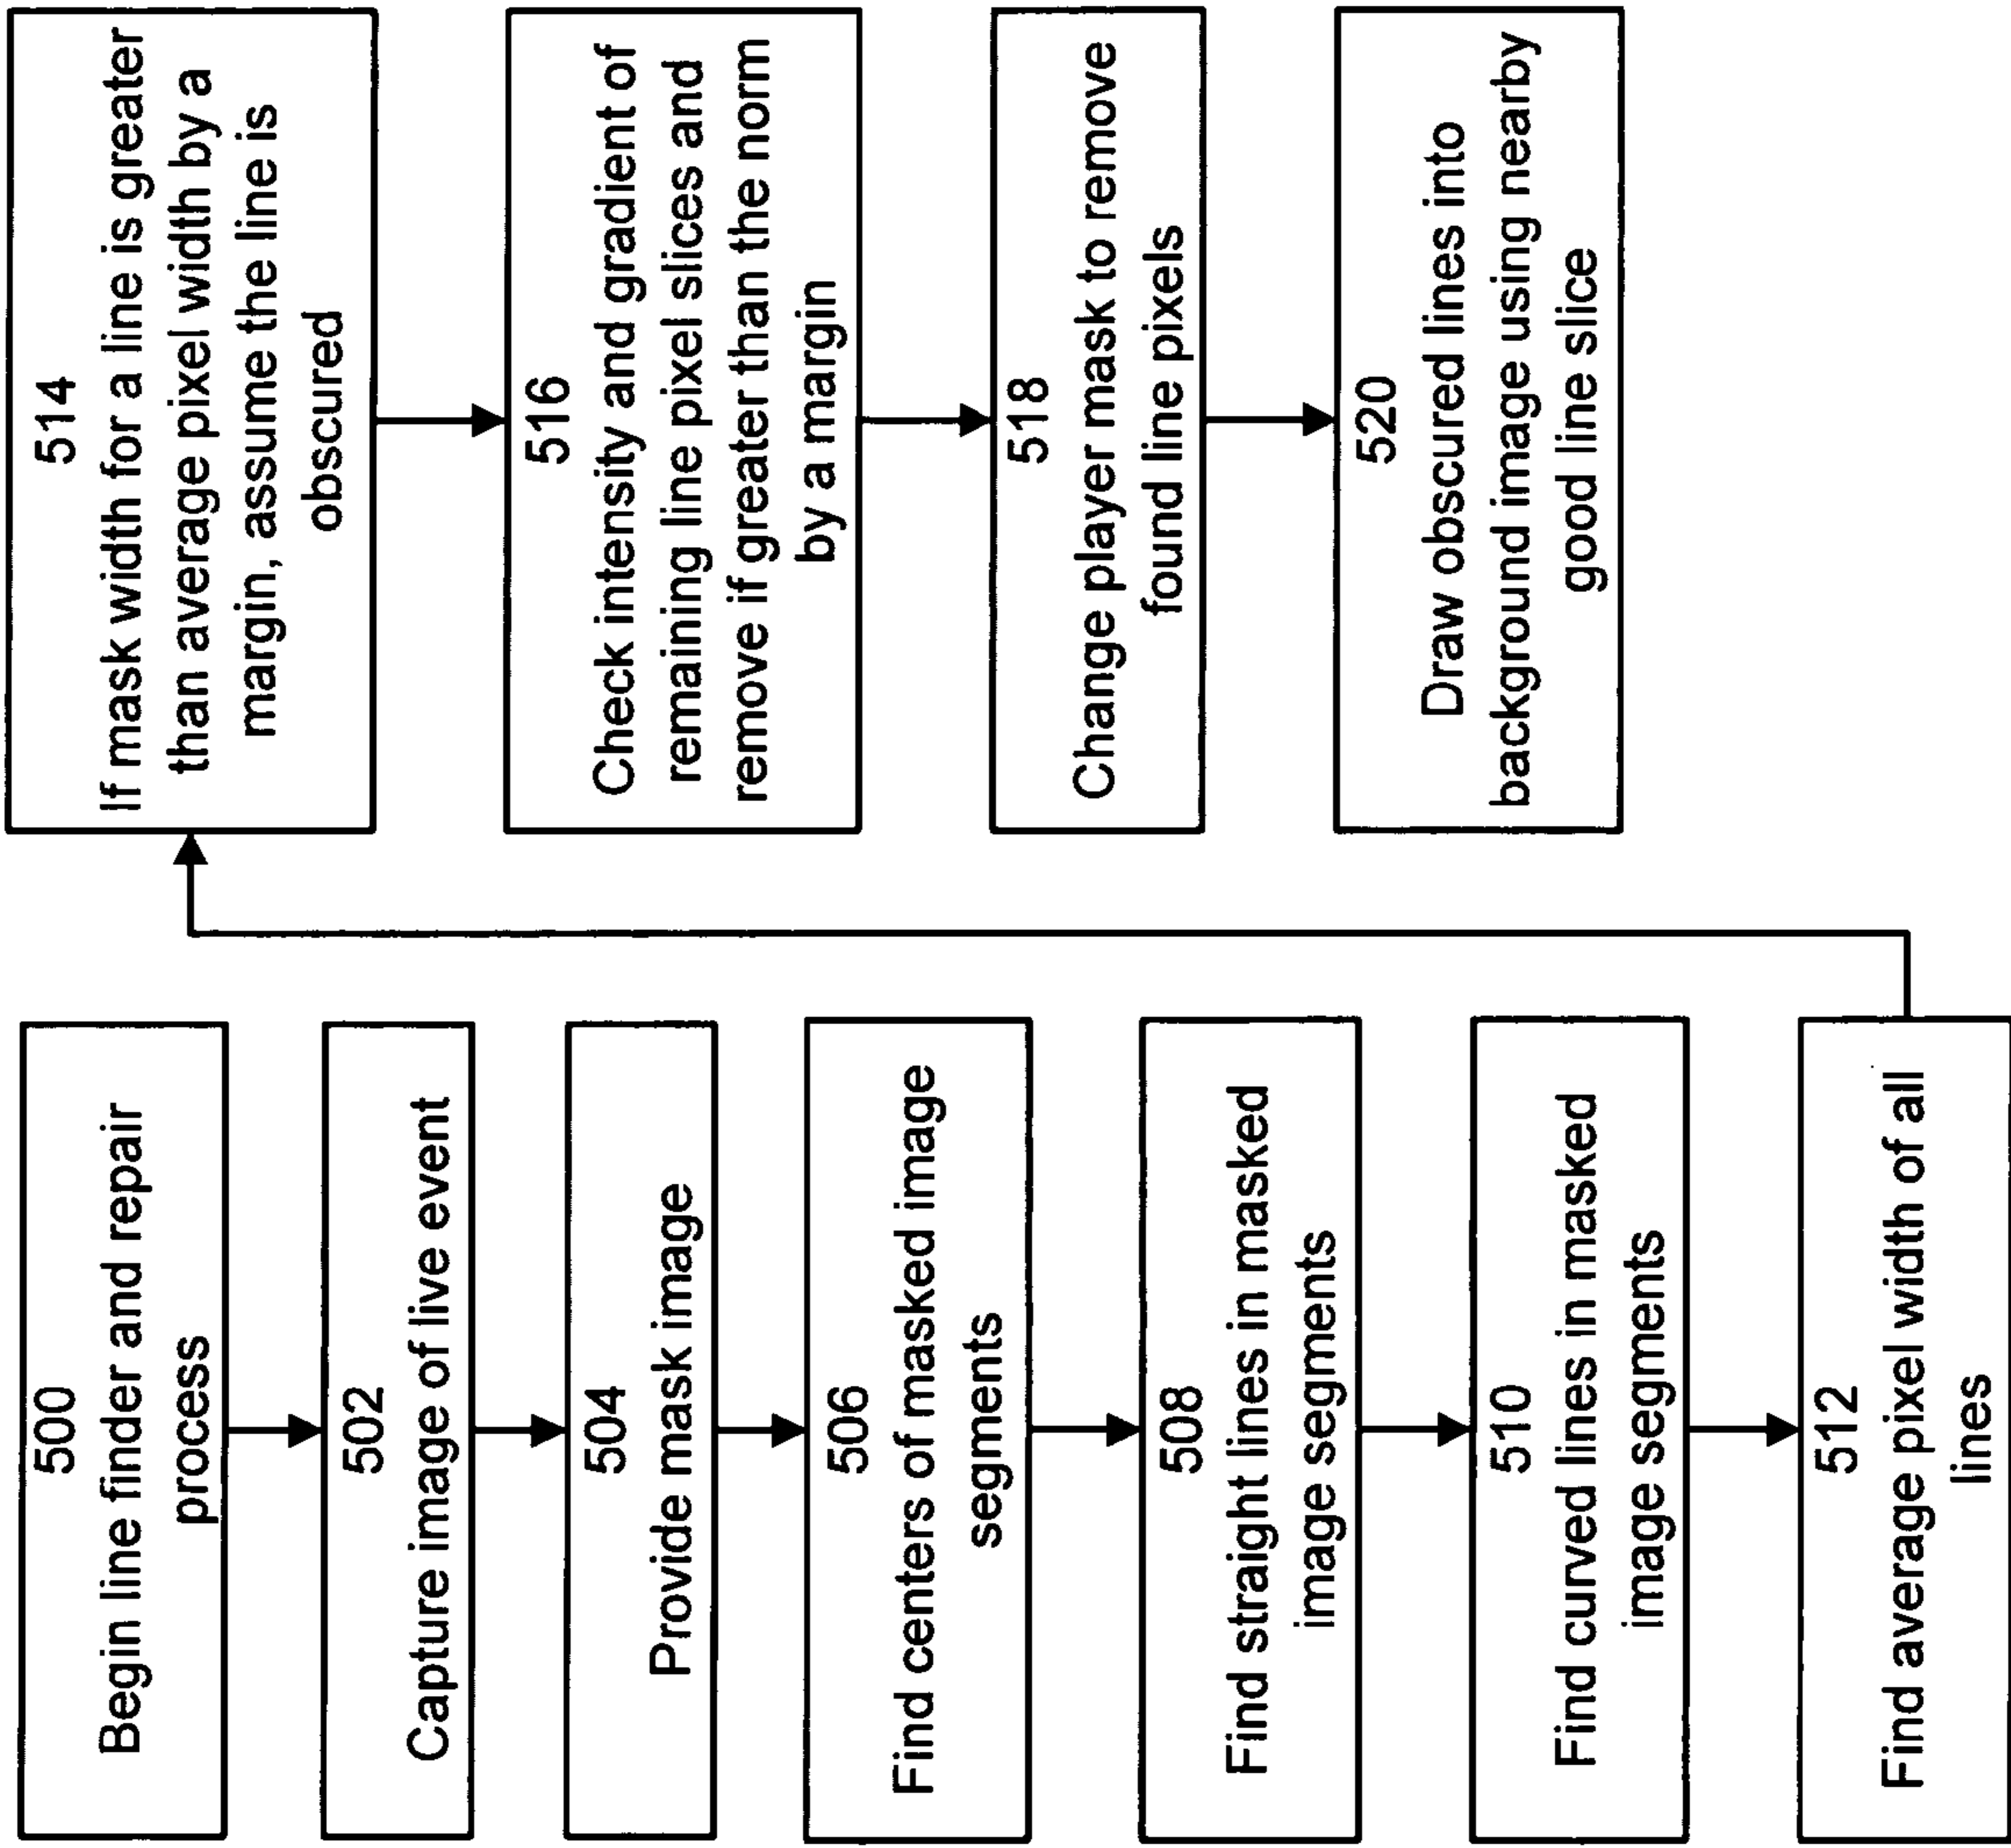 500
Begin line finder and repair
process
502
Capture image of live event
504
Provide mask image
506
Find centers of masked image
segments
508
Find straight lines in masked
image segments
510
Find curved lines in masked
image segments
512
Find average pixel width of all
lines
514
If mask width for a line is greater
than average pixel width by a
margin, assume the line is
obscured
516
Check intensity and gradient of
remaining line pixel slices and
remove if greater than the norm
by a margin
518
Change player mask to remove
found line pixels
520
Draw obscured lines into
background image using nearby
good line slice